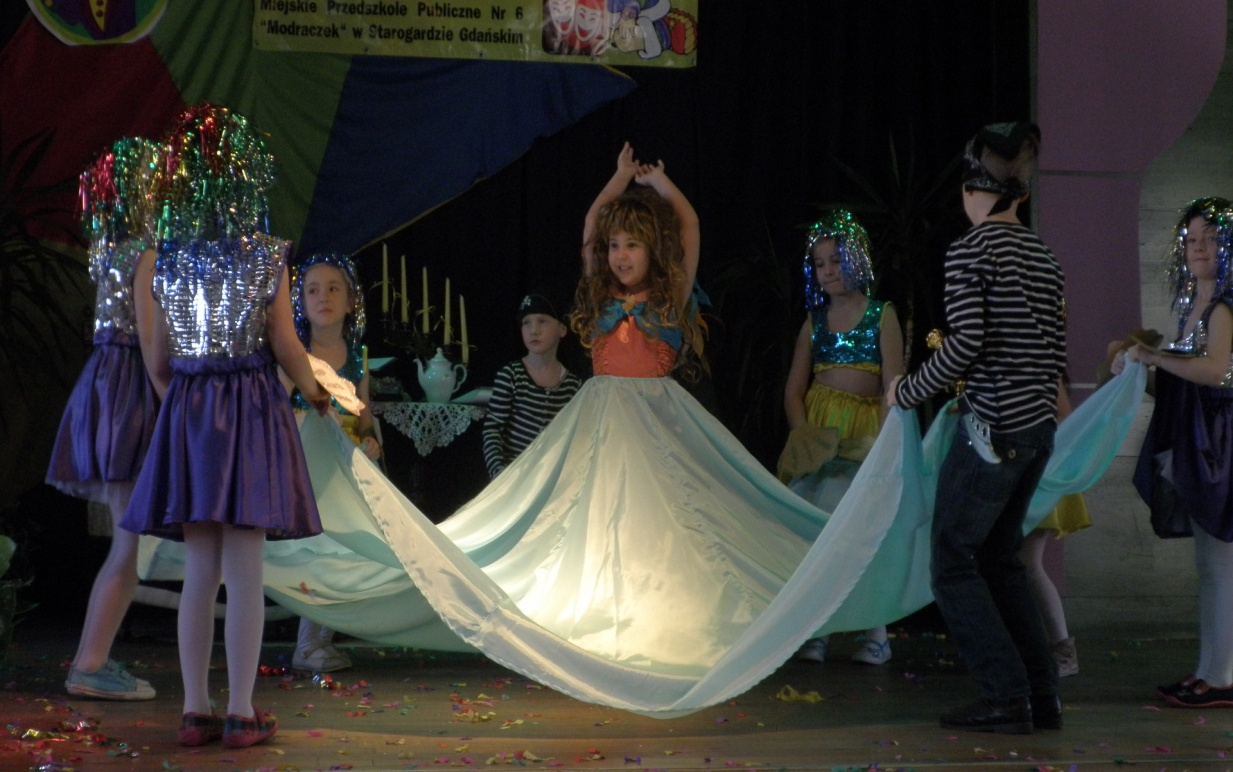 Miejskie Przedszkole Publiczne Nr 6
"Modraczek" w Starogardzie Gdańskim